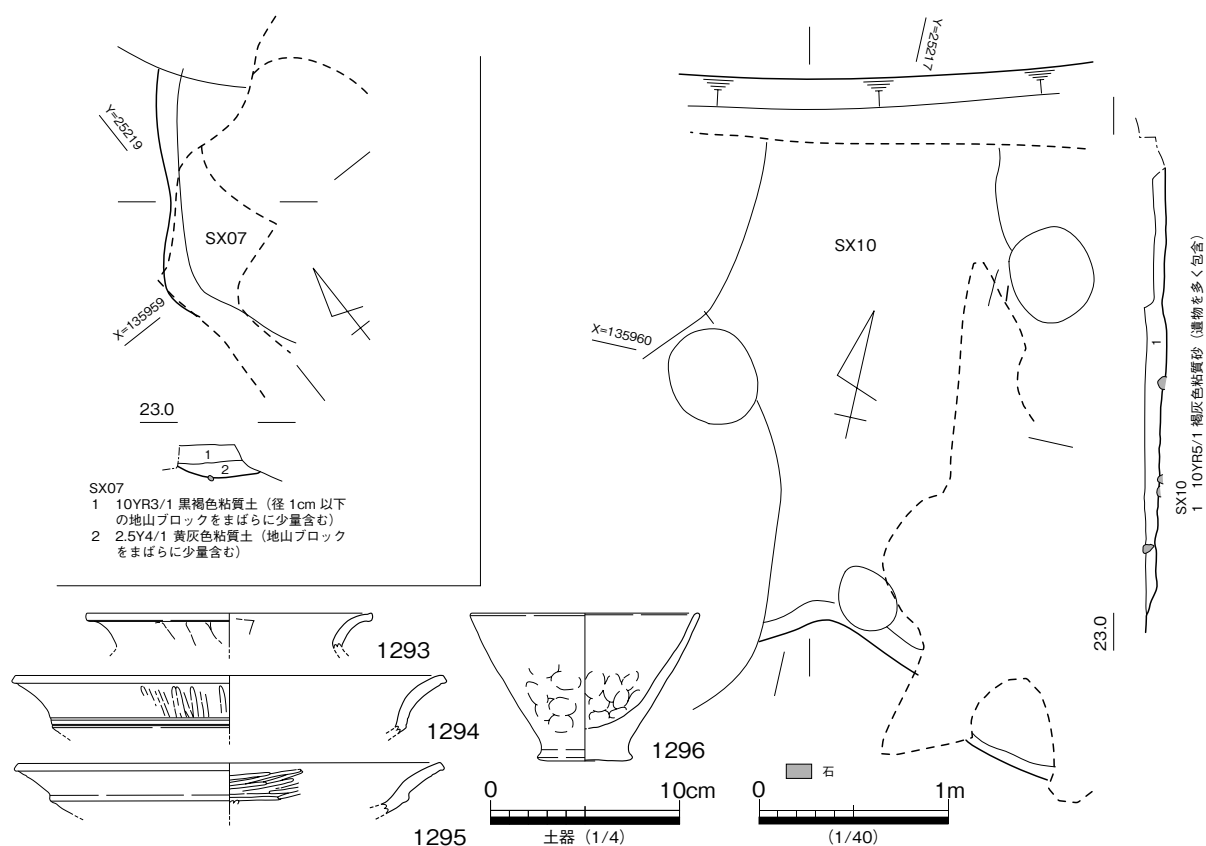 Y=25219
SX07
X=135959
23.0
1
2
SX07
1 10YR3/1 黒褐色粘質土（径 1cm 以下
の地山ブロックをまばらに少量含む）
2 2.5Y4/1 黄灰色粘質土（地山ブロック
をまばらに少量含む）
Y=25217
SX10
X=135960
1
SX10
1 10YR5/1 褐灰色粘質砂（遺物を多く包含）
23.0
1293
1294
1295
1296
石
0 10cm
土器（1/4）
0 1m
（1/40）